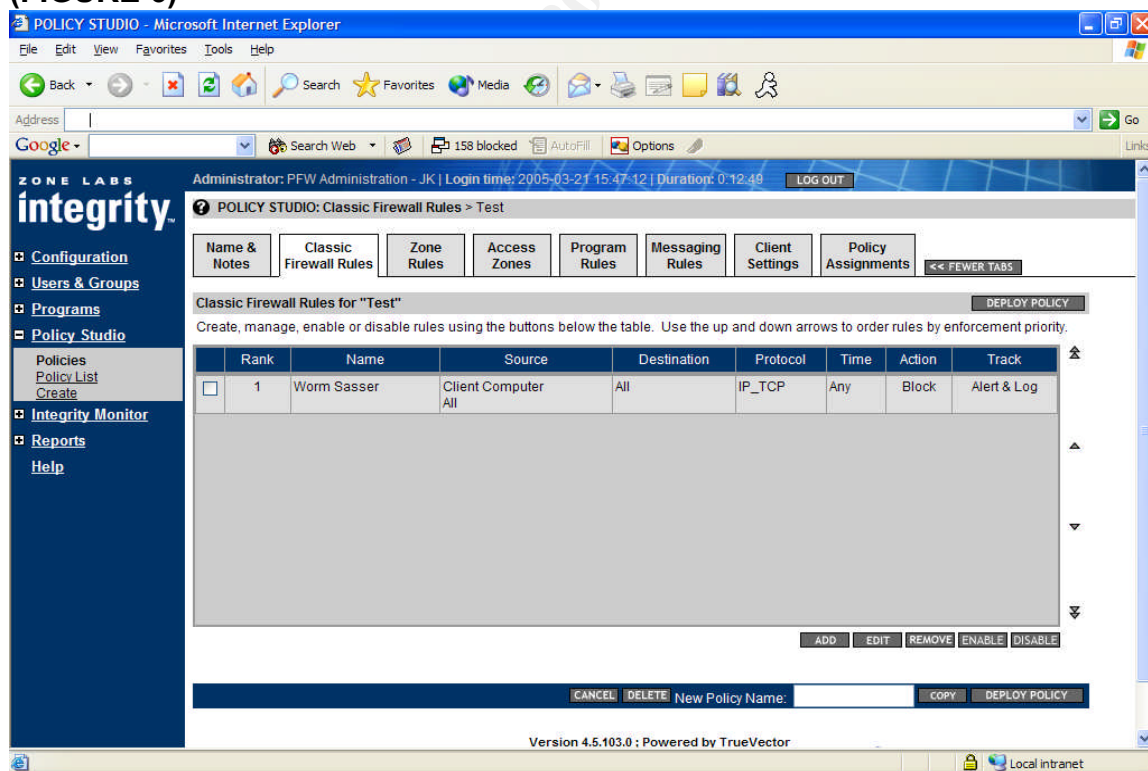 POLICY STUDIO - Microsoft Internet Explorer
File Edit View Favorites Tools Help
Back Search Favorites Media
Address Go
Google Search Web 158 blocked AutoFill Options Links
ZONE LABS
integrity
Administrator: PFW Administration - JK | Login time: 2005-03-21 15:47:12 | Duration: 0:12:49 LOG OUT
POLICY STUDIO: Classic Firewall Rules > Test
Name & Notes Classic Firewall Rules Zone Rules Access Zones Program Rules Messaging Rules Client Settings Policy Assignments << FEWER TABS
Configuration
Users & Groups
Programs
Policy Studio
Policies
Policy List
Create
Integrity Monitor
Reports
Help
Classic Firewall Rules for "Test" DEPLOY POLICY
Create, manage, enable or disable rules using the buttons below the table. Use the up and down arrows to order rules by enforcement priority.
Rank Name Source Destination Protocol Time Action Track
1 Worm Sasser Client Computer All IP_TCP Any Block Alert & Log
All
ADD EDIT REMOVE ENABLE DISABLE
CANCEL DELETE New Policy Name: COPY DEPLOY POLICY
Version 4.5.103.0 ; Powered by TrueVector
Local intranet